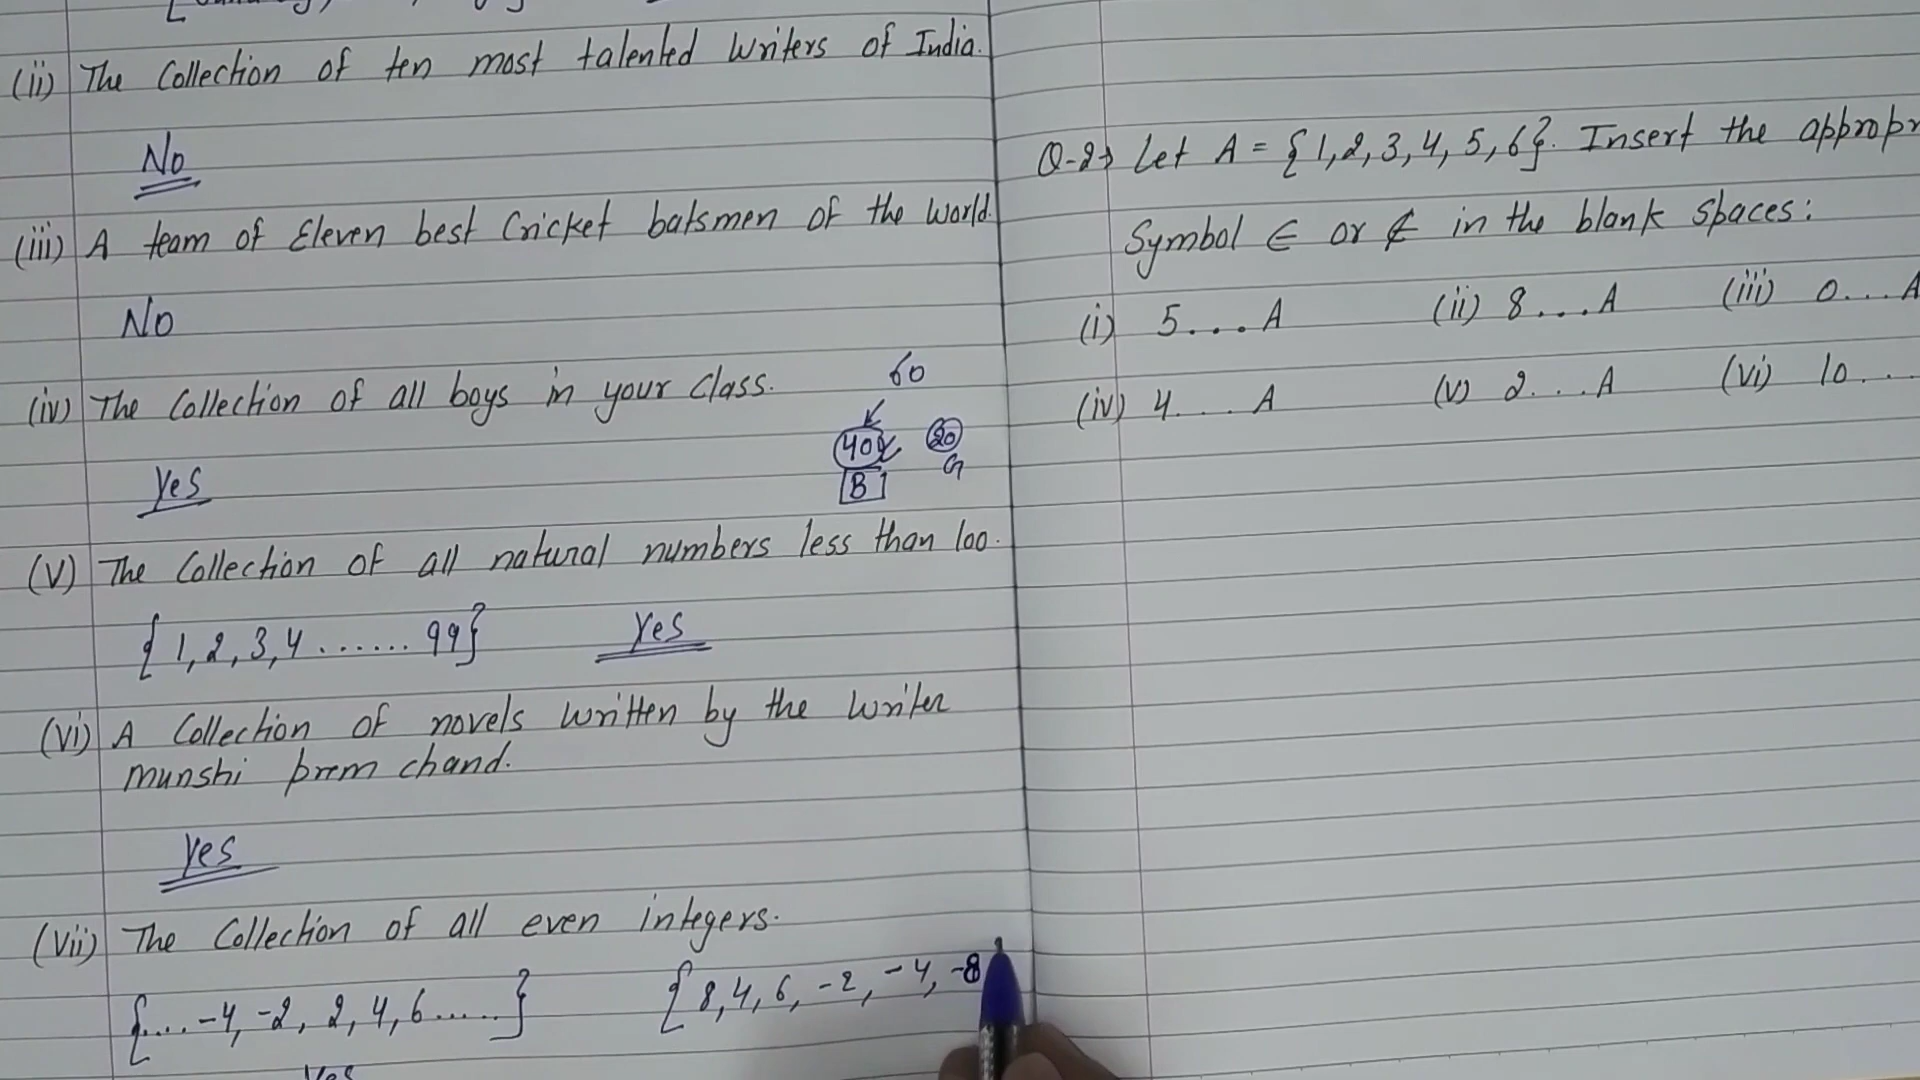 (ii) The Collection of ten most talented Writers of India.
No
(iii) A team of Eleven best Cricket batsmen of the World.
No
(iv) The Collection of all boys in your Class.
60
40
20
B
G
Yes
(v) The Collection of all natural numbers less than 100.
{1,2,3,4......99} Yes
(vi) A Collection of novels written by the Writer
munshi prem chand.
Yes
(vii) The Collection of all even integers.
{....-4,-2, 2,4,6.....}
{8,4,6,-2,-4,-8
Yes
Q-2) Let A = {1,2,3,4,5,6}. Insert the appropr
Symbol ∈ or ∉ in the blank spaces:
(i) 5...A (ii) 8...A (iii) 0...A
(iv) 4....A (v) 2...A (vi) 10...